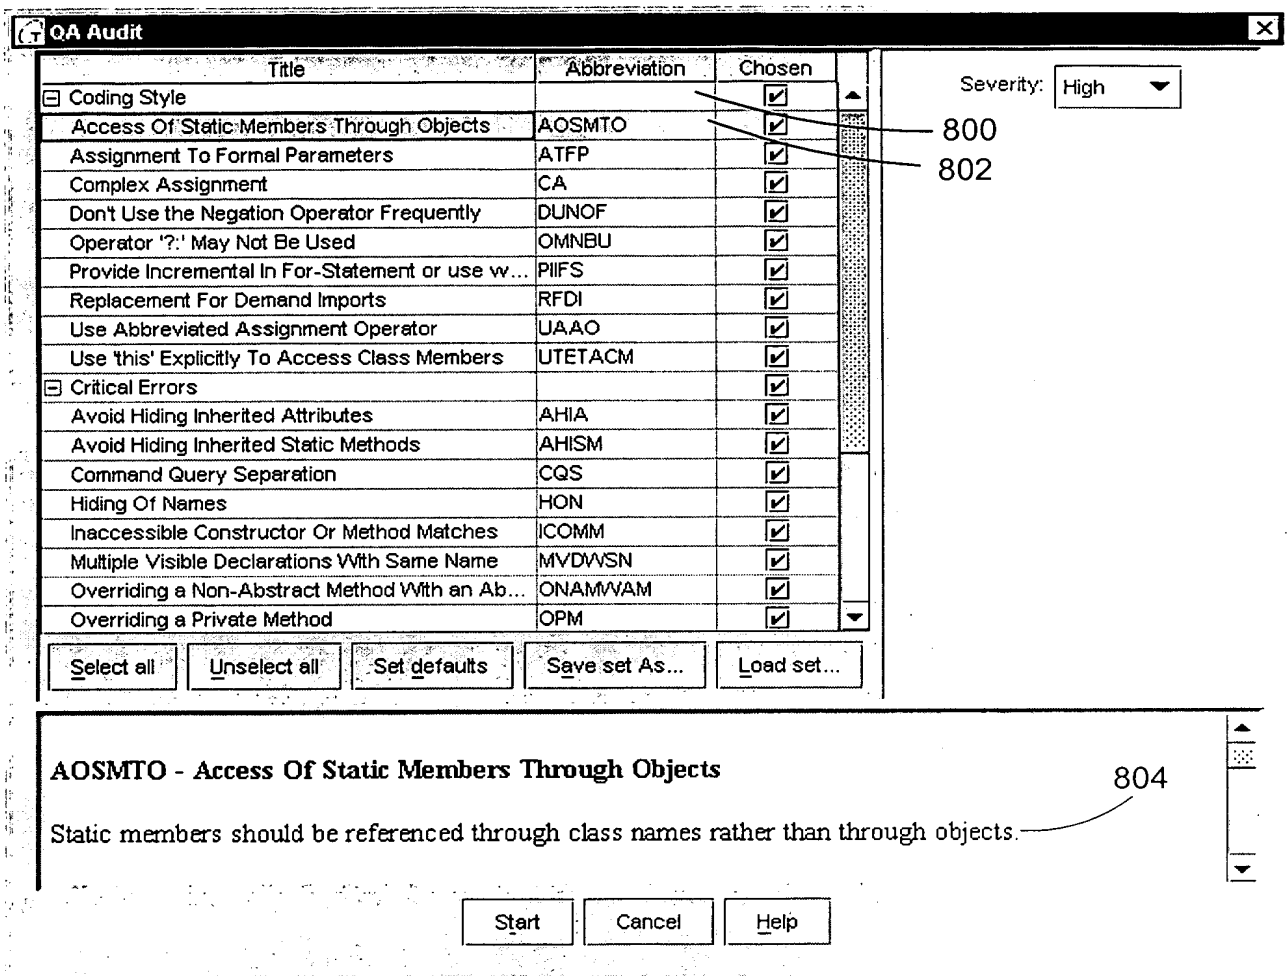 QA Audit
Title Abbreviation Chosen
Severity: High
Coding Style
800
Access Of Static Members Through Objects AOSMTO
802
Assignment To Formal Parameters ATFP
Complex Assignment CA
Don't Use the Negation Operator Frequently DUNOF
Operator '?:' May Not Be Used OMNBU
Provide Incremental In For-Statement or use w... PIIFS
Replacement For Demand Imports RFDI
Use Abbreviated Assignment Operator UAAO
Use 'this' Explicitly To Access Class Members UTETACM
Critical Errors
Avoid Hiding Inherited Attributes AHIA
Avoid Hiding Inherited Static Methods AHISM
Command Query Separation CQS
Hiding Of Names HON
Inaccessible Constructor Or Method Matches ICOMM
Multiple Visible Declarations With Same Name MVDWSN
Overriding a Non-Abstract Method With an Ab... ONAMWAM
Overriding a Private Method OPM
Select all Unselect all Set defaults Save set As... Load set...
AOSMTO - Access Of Static Members Through Objects
804
Static members should be referenced through class names rather than through objects.
Start Cancel Help